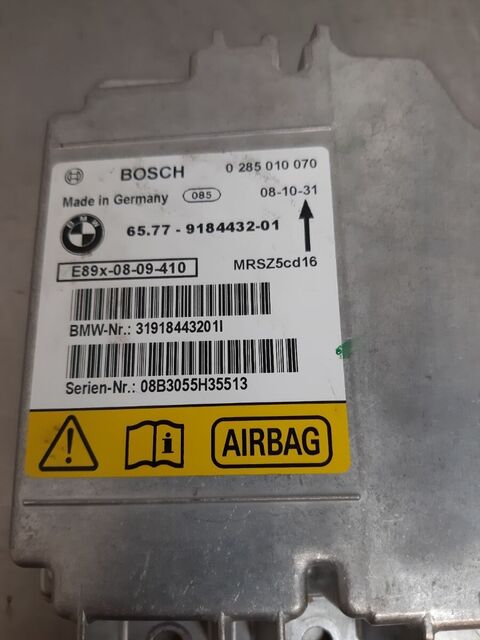 BOSCH 0 285 010 070
Made in Germany 085 08-10-31
BMW 65.77 - 9184432-01
E89x-08-09-410 MRSZ5cd16
BMW-Nr.: 31918443201I
Serien-Nr.: 08B3055H35513
AIRBAG